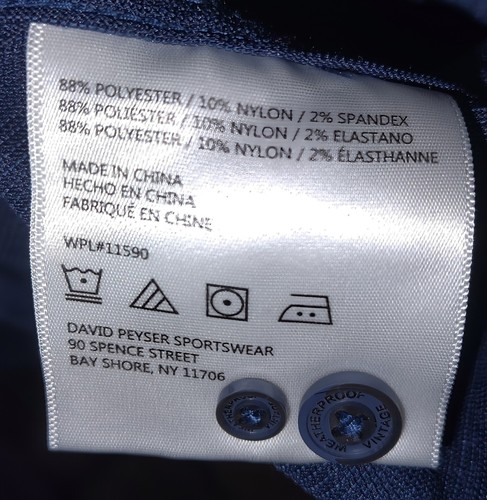 88% POLYESTER / 10% NYLON / 2% SPANDEX
88% POLIÉSTER / 10% NYLON / 2% ELASTANO
88% POLYESTER / 10% NYLON / 2% ÉLASTHANNE
MADE IN CHINA
HECHO EN CHINA
FABRIQUÉ EN CHINE
WPL#11590
DAVID PEYSER SPORTSWEAR
90 SPENCE STREET
BAY SHORE, NY 11706
WEATHERPROOF
VINTAGE